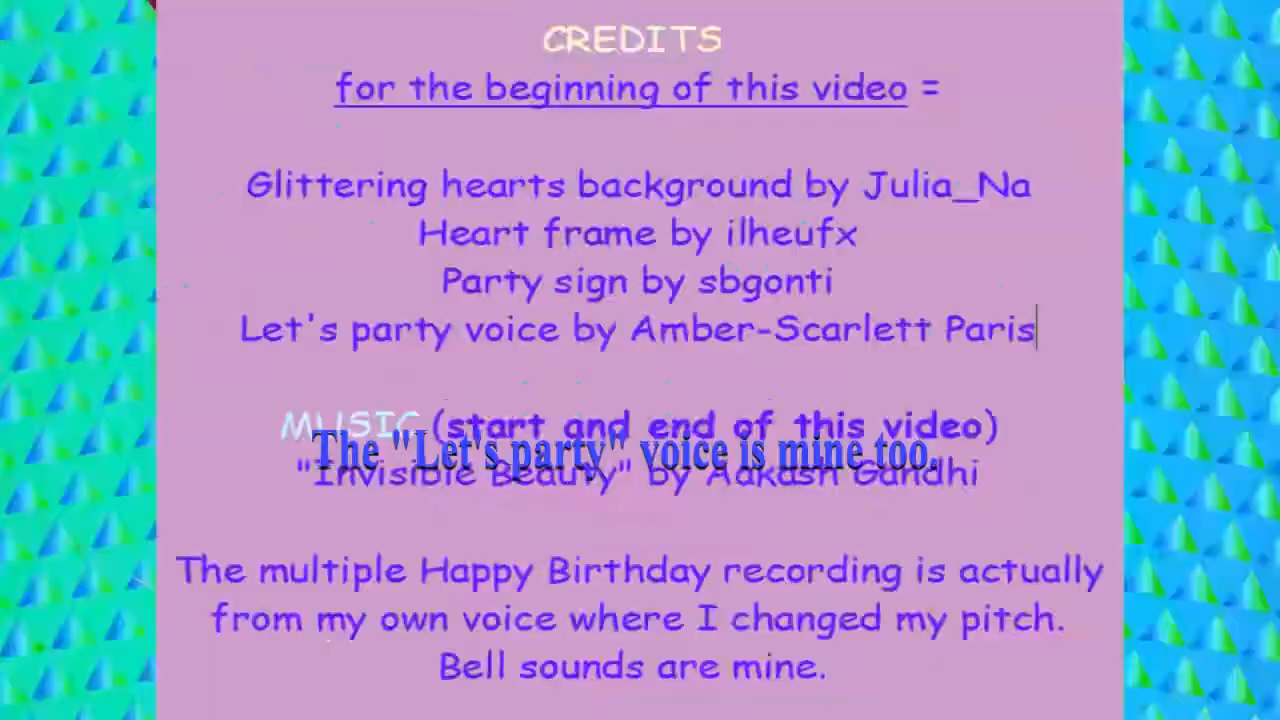 CREDITS
for the beginning of this video =
Glittering hearts background by Julia_Na
Heart frame by ilheufx
Party sign by sbgonti
Let's party voice by Amber-Scarlett Paris
MUSIC (start and end of this video)
The "Let's party" voice is mine too.
"Invisible Beauty" by Aakash Gandhi
The multiple Happy Birthday recording is actually
from my own voice where I changed my pitch.
Bell sounds are mine.